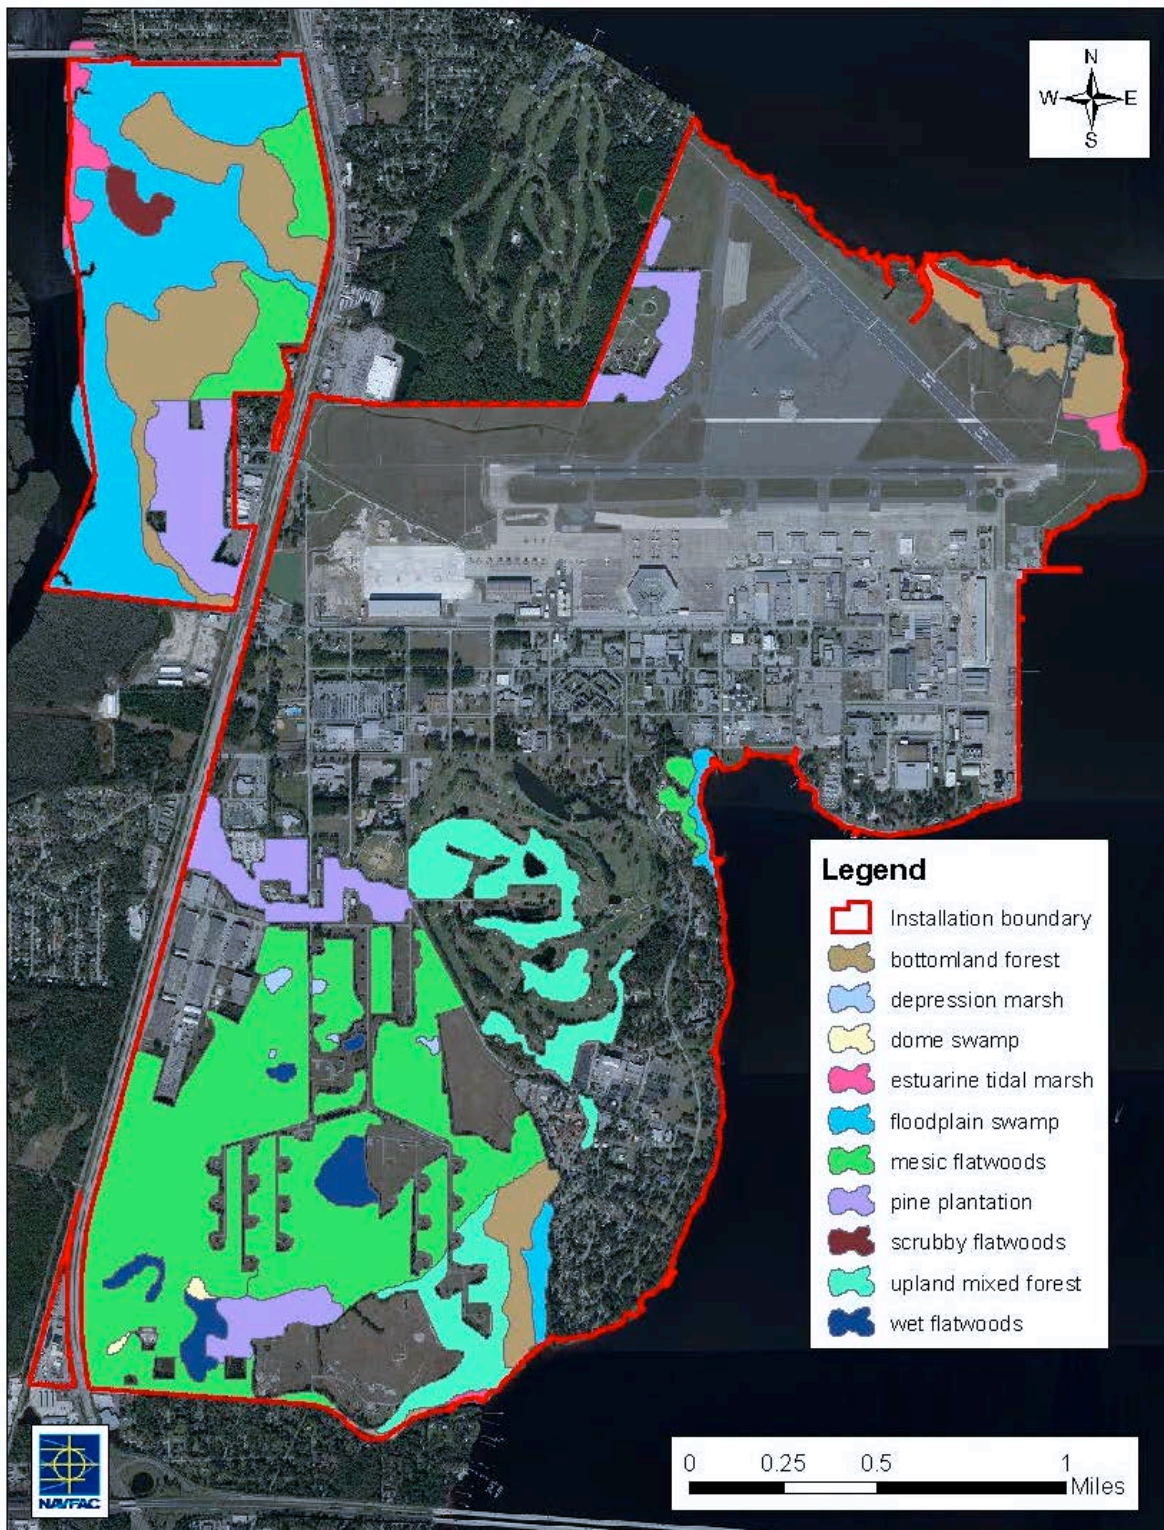 N
W E
S
Legend
Installation boundary
bottomland forest
depression marsh
dome swamp
estuarine tidal marsh
floodplain swamp
mesic flatwoods
pine plantation
scrubby flatwoods
upland mixed forest
wet flatwoods
NAVFAC
0 0.25 0.5 1
Miles